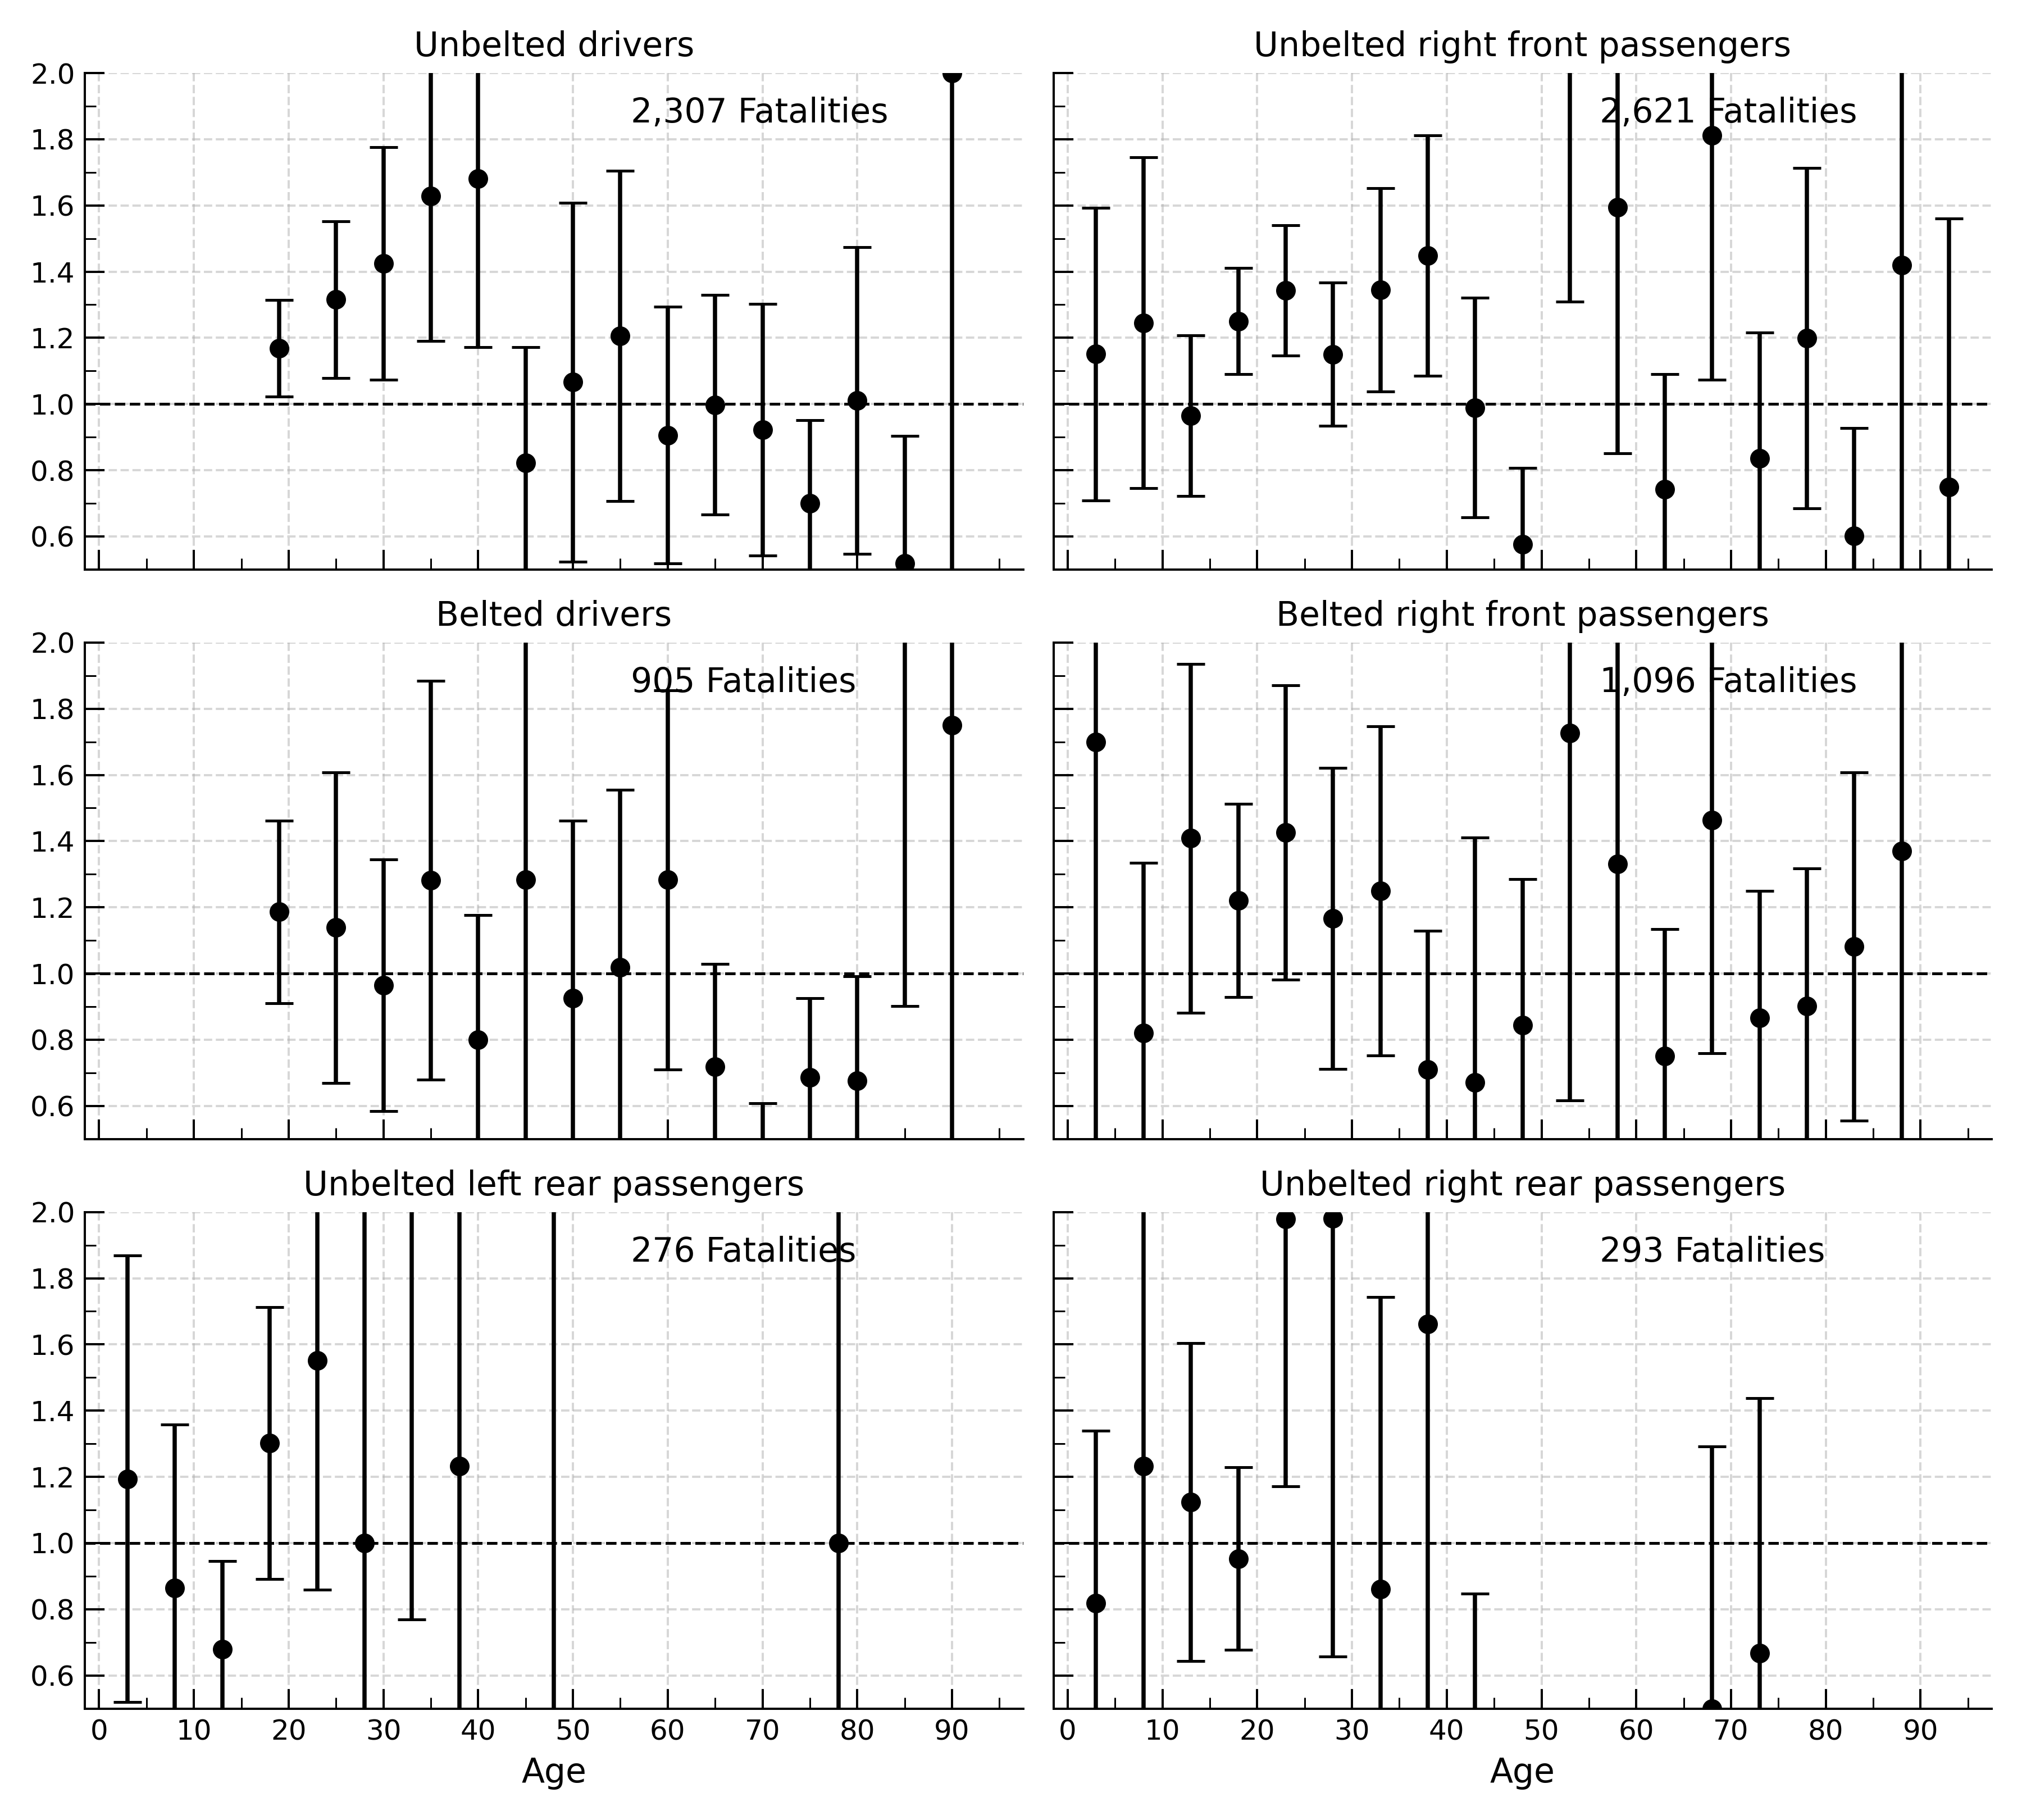 Unbelted drivers
2,307 Fatalities
2.0
1.8
1.6
1.4
1.2
1.0
0.8
0.6
Unbelted right front passengers
2,621 Fatalities
Belted drivers
905 Fatalities
2.0
1.8
1.6
1.4
1.2
1.0
0.8
0.6
Belted right front passengers
1,096 Fatalities
Unbelted left rear passengers
276 Fatalities
2.0
1.8
1.6
1.4
1.2
1.0
0.8
0.6
0 10 20 30 40 50 60 70 80 90
Age
Unbelted right rear passengers
293 Fatalities
0 10 20 30 40 50 60 70 80 90
Age